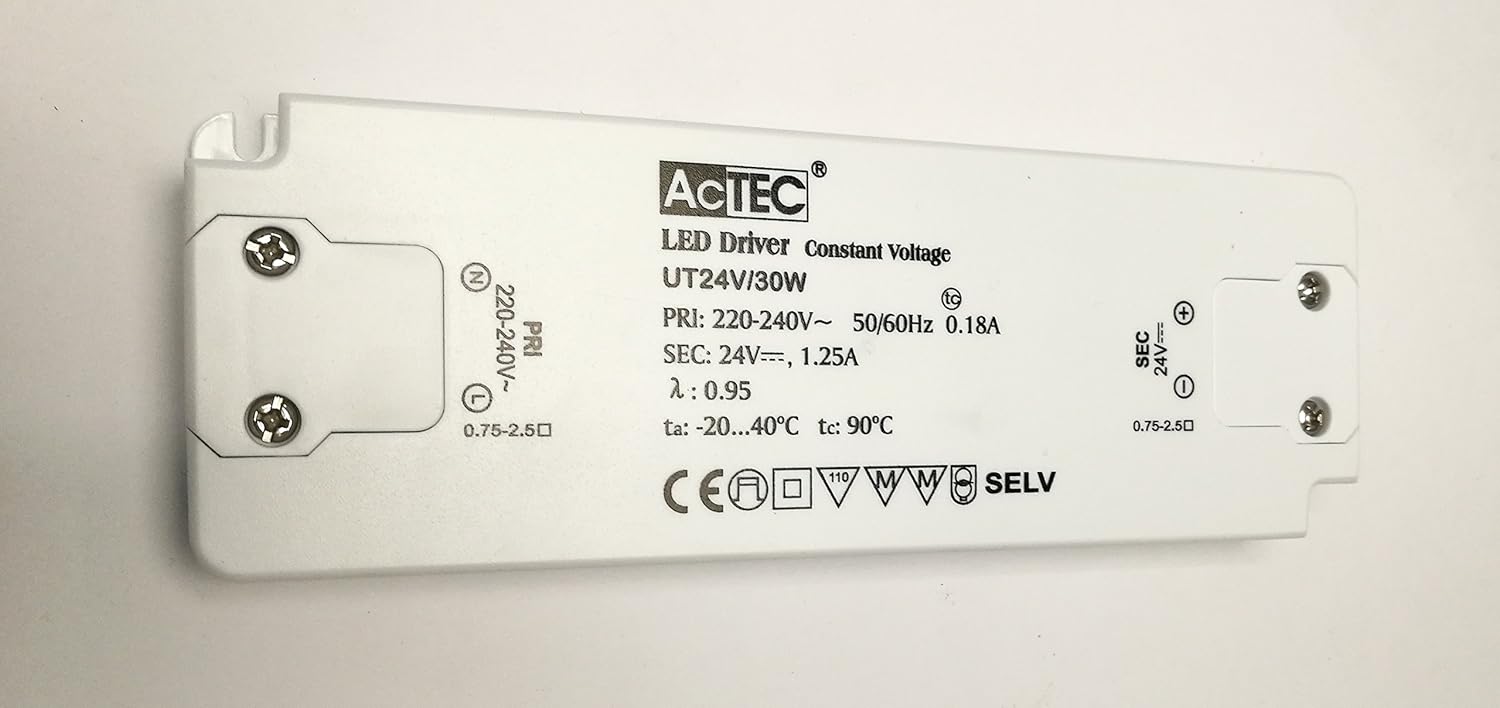 N
220-240V~
PRI
L
0.75-2.5□
AcTEC®
LED Driver Constant Voltage
UT24V/30W
tc
PRI: 220-240V~ 50/60Hz 0.18A
SEC: 24V⎓, 1.25A
λ: 0.95
ta: -20...40°C tc: 90°C
CE 110 M M SELV
+
SEC
24V⎓
−
0.75-2.5□